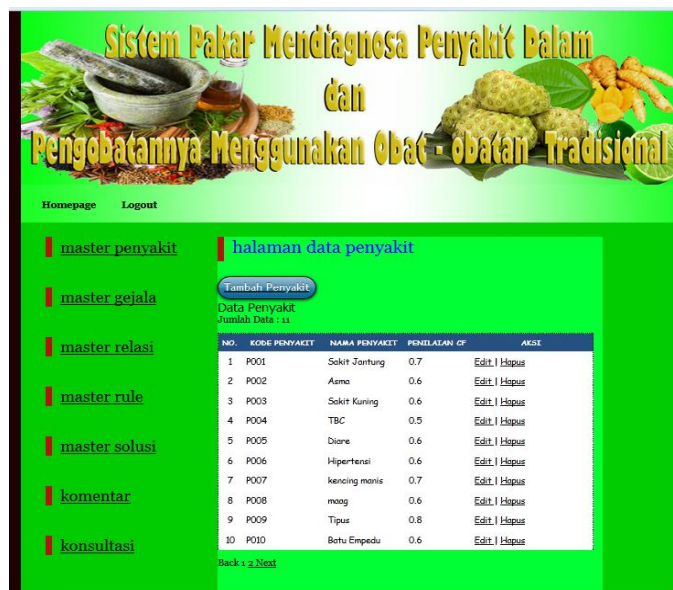 Sistem Pakar Mendiagnosa Penyakit Dalam
dan
Pengobatannya Menggunakan Obat - obatan Tradisional
Homepage Logout
master penyakit
master gejala
master relasi
master rule
master solusi
komentar
konsultasi
halaman data penyakit
Tambah Penyakit
Data Penyakit
Jumlah Data : 11
NO. KODE PENYAKIT NAMA PENYAKIT PENILAIAN CF AKSI
1 P001 Sakit Jantung 0.7 Edit | Hapus
2 P002 Asma 0.6 Edit | Hapus
3 P003 Sakit Kuning 0.6 Edit | Hapus
4 P004 TBC 0.5 Edit | Hapus
5 P005 Diare 0.6 Edit | Hapus
6 P006 Hipertensi 0.6 Edit | Hapus
7 P007 kencing manis 0.7 Edit | Hapus
8 P008 maag 0.6 Edit | Hapus
9 P009 Tipus 0.8 Edit | Hapus
10 P010 Batu Empedu 0.6 Edit | Hapus
Back 1 2 Next